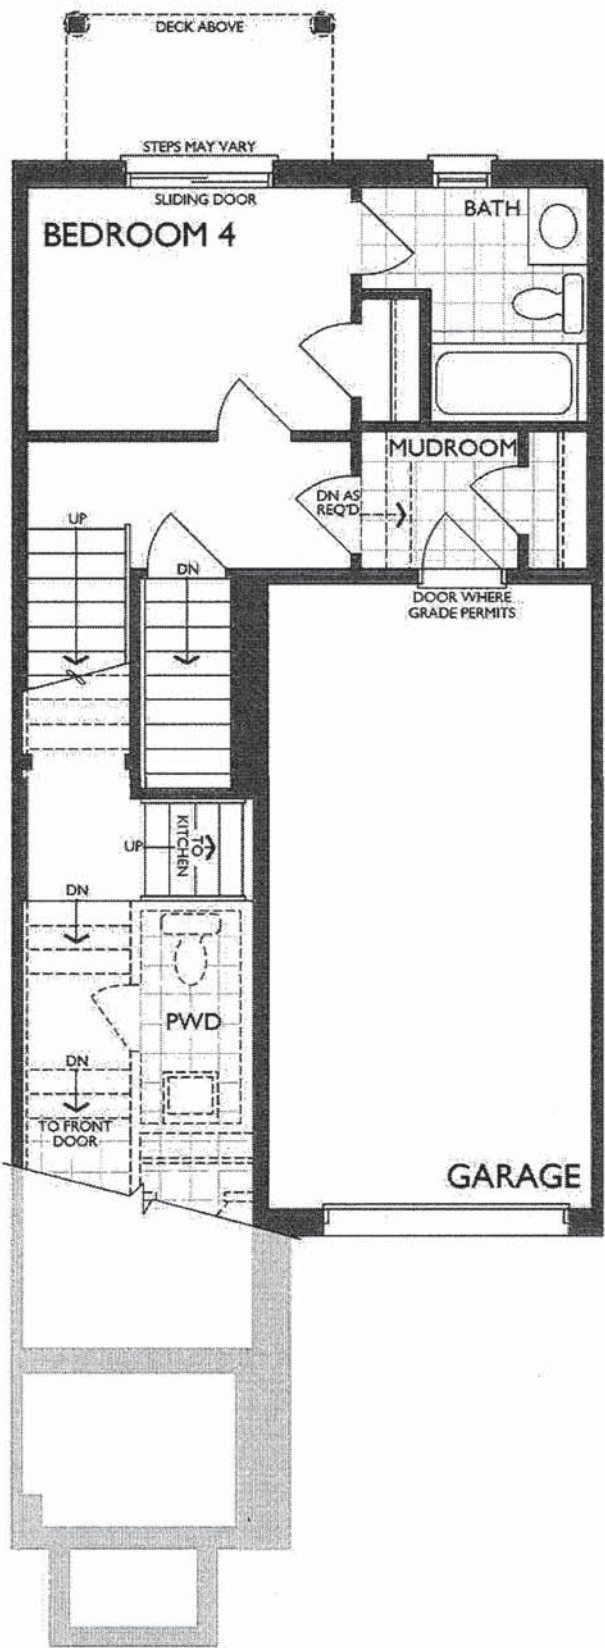 DECK ABOVE
STEPS MAY VARY
SLIDING DOOR
BEDROOM 4
BATH
MUDROOM
DN AS
REQ'D
UP
DN
DOOR WHERE
GRADE PERMITS
UP
TO
KITCHEN
DN
PWD
DN
TO FRONT
DOOR
GARAGE